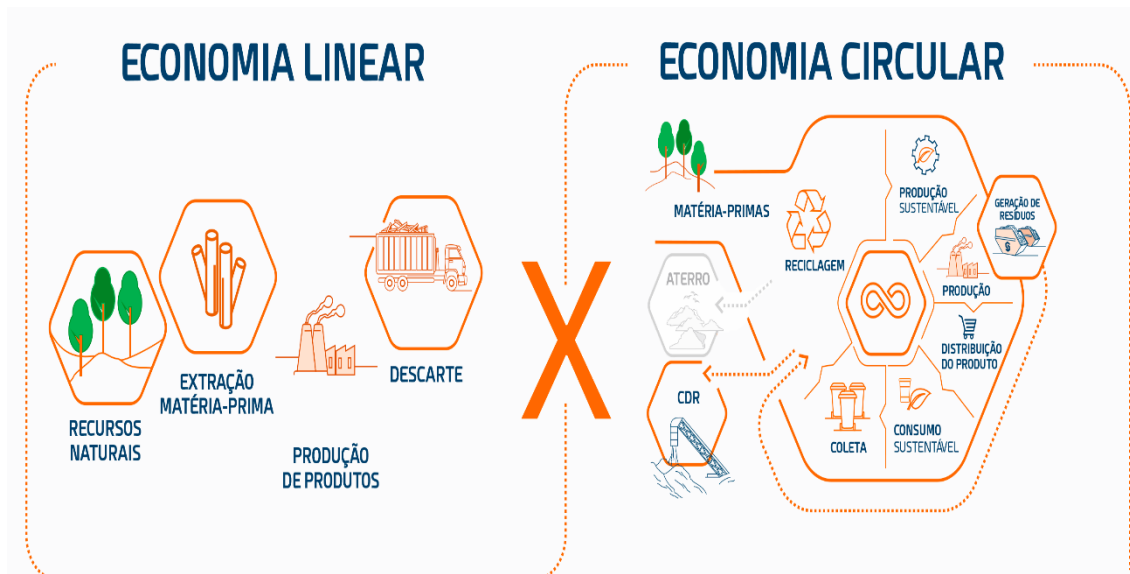 ECONOMIA LINEAR
RECURSOS
NATURAIS
EXTRAÇÃO
MATÉRIA-PRIMA
PRODUÇÃO
DE PRODUTOS
DESCARTE
X
ECONOMIA CIRCULAR
MATÉRIA-PRIMAS
PRODUÇÃO
SUSTENTÁVEL
GERAÇÃO DE
RESÍDUOS
RECICLAGEM
PRODUÇÃO
ATERRO
DISTRIBUIÇÃO
DO PRODUTO
CDR
COLETA
CONSUMO
SUSTENTÁVEL